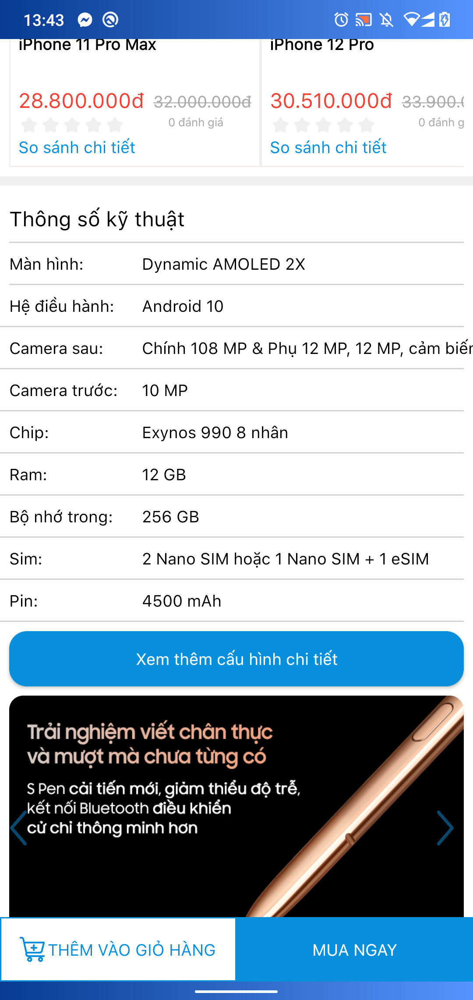 13:43
iPhone 11 Pro Max
iPhone 12 Pro
28.800.000đ 32.000.000đ
30.510.000đ 33.900.0
0 đánh giá
0 đánh g
So sánh chi tiết
So sánh chi tiết
Thông số kỹ thuật
Màn hình: Dynamic AMOLED 2X
Hệ điều hành: Android 10
Camera sau: Chính 108 MP & Phụ 12 MP, 12 MP, cảm biến
Camera trước: 10 MP
Chip: Exynos 990 8 nhân
Ram: 12 GB
Bộ nhớ trong: 256 GB
Sim: 2 Nano SIM hoặc 1 Nano SIM + 1 eSIM
Pin: 4500 mAh
Xem thêm cấu hình chi tiết
Trải nghiệm viết chân thực
và mượt mà chưa từng có
S Pen cải tiến mới, giảm thiểu độ trễ,
kết nối Bluetooth điều khiển
cử chỉ thông minh hơn
THÊM VÀO GIỎ HÀNG
MUA NGAY